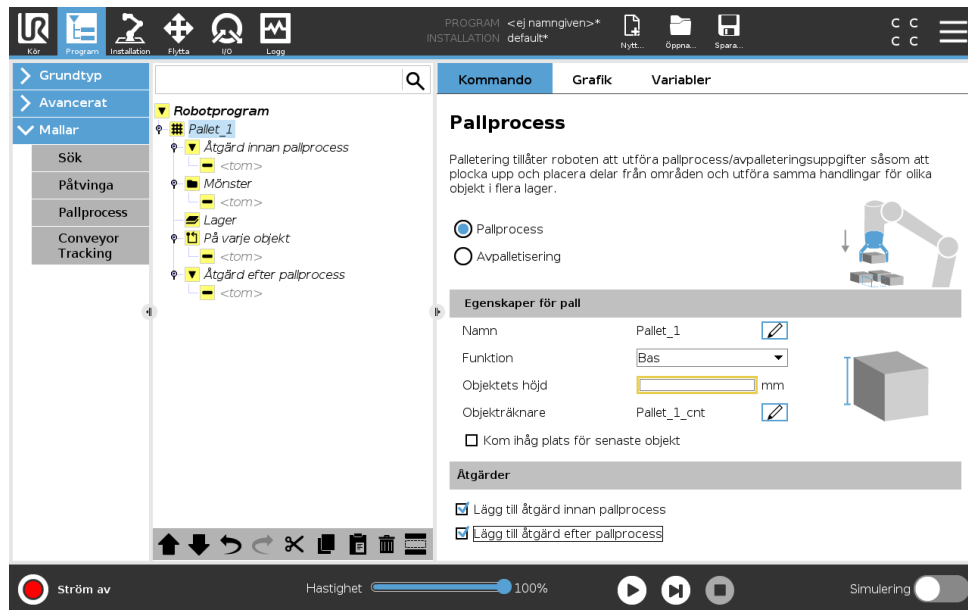 PROGRAM <ej namngiven>*
INSTALLATION default*
UR
Kör
Program
Installation
Flytta
I/O
Logg
Nytt...
Öppna...
Spara...
C C
C C
Grundtyp
Avancerat
Mallar
Sök
Påtvinga
Pallprocess
Conveyor
Tracking
Robotprogram
Pallet_1
Åtgärd innan pallprocess
<tom>
Mönster
<tom>
Lager
På varje objekt
<tom>
Åtgärd efter pallprocess
<tom>
Kommando
Grafik
Variabler
Pallprocess
Palletering tillåter roboten att utföra pallprocess/avpalleteringsuppgifter såsom att
plocka upp och placera delar från områden och utföra samma handlingar för olika
objekt i flera lager.
Pallprocess
Avpalletisering
Egenskaper för pall
Namn Pallet_1
Funktion Bas
Objektets höjd mm
Objekträknare Pallet_1_cnt
Kom ihåg plats för senaste objekt
Åtgärder
Lägg till åtgärd innan pallprocess
Lägg till åtgärd efter pallprocess
Ström av
Hastighet 100%
Simulering